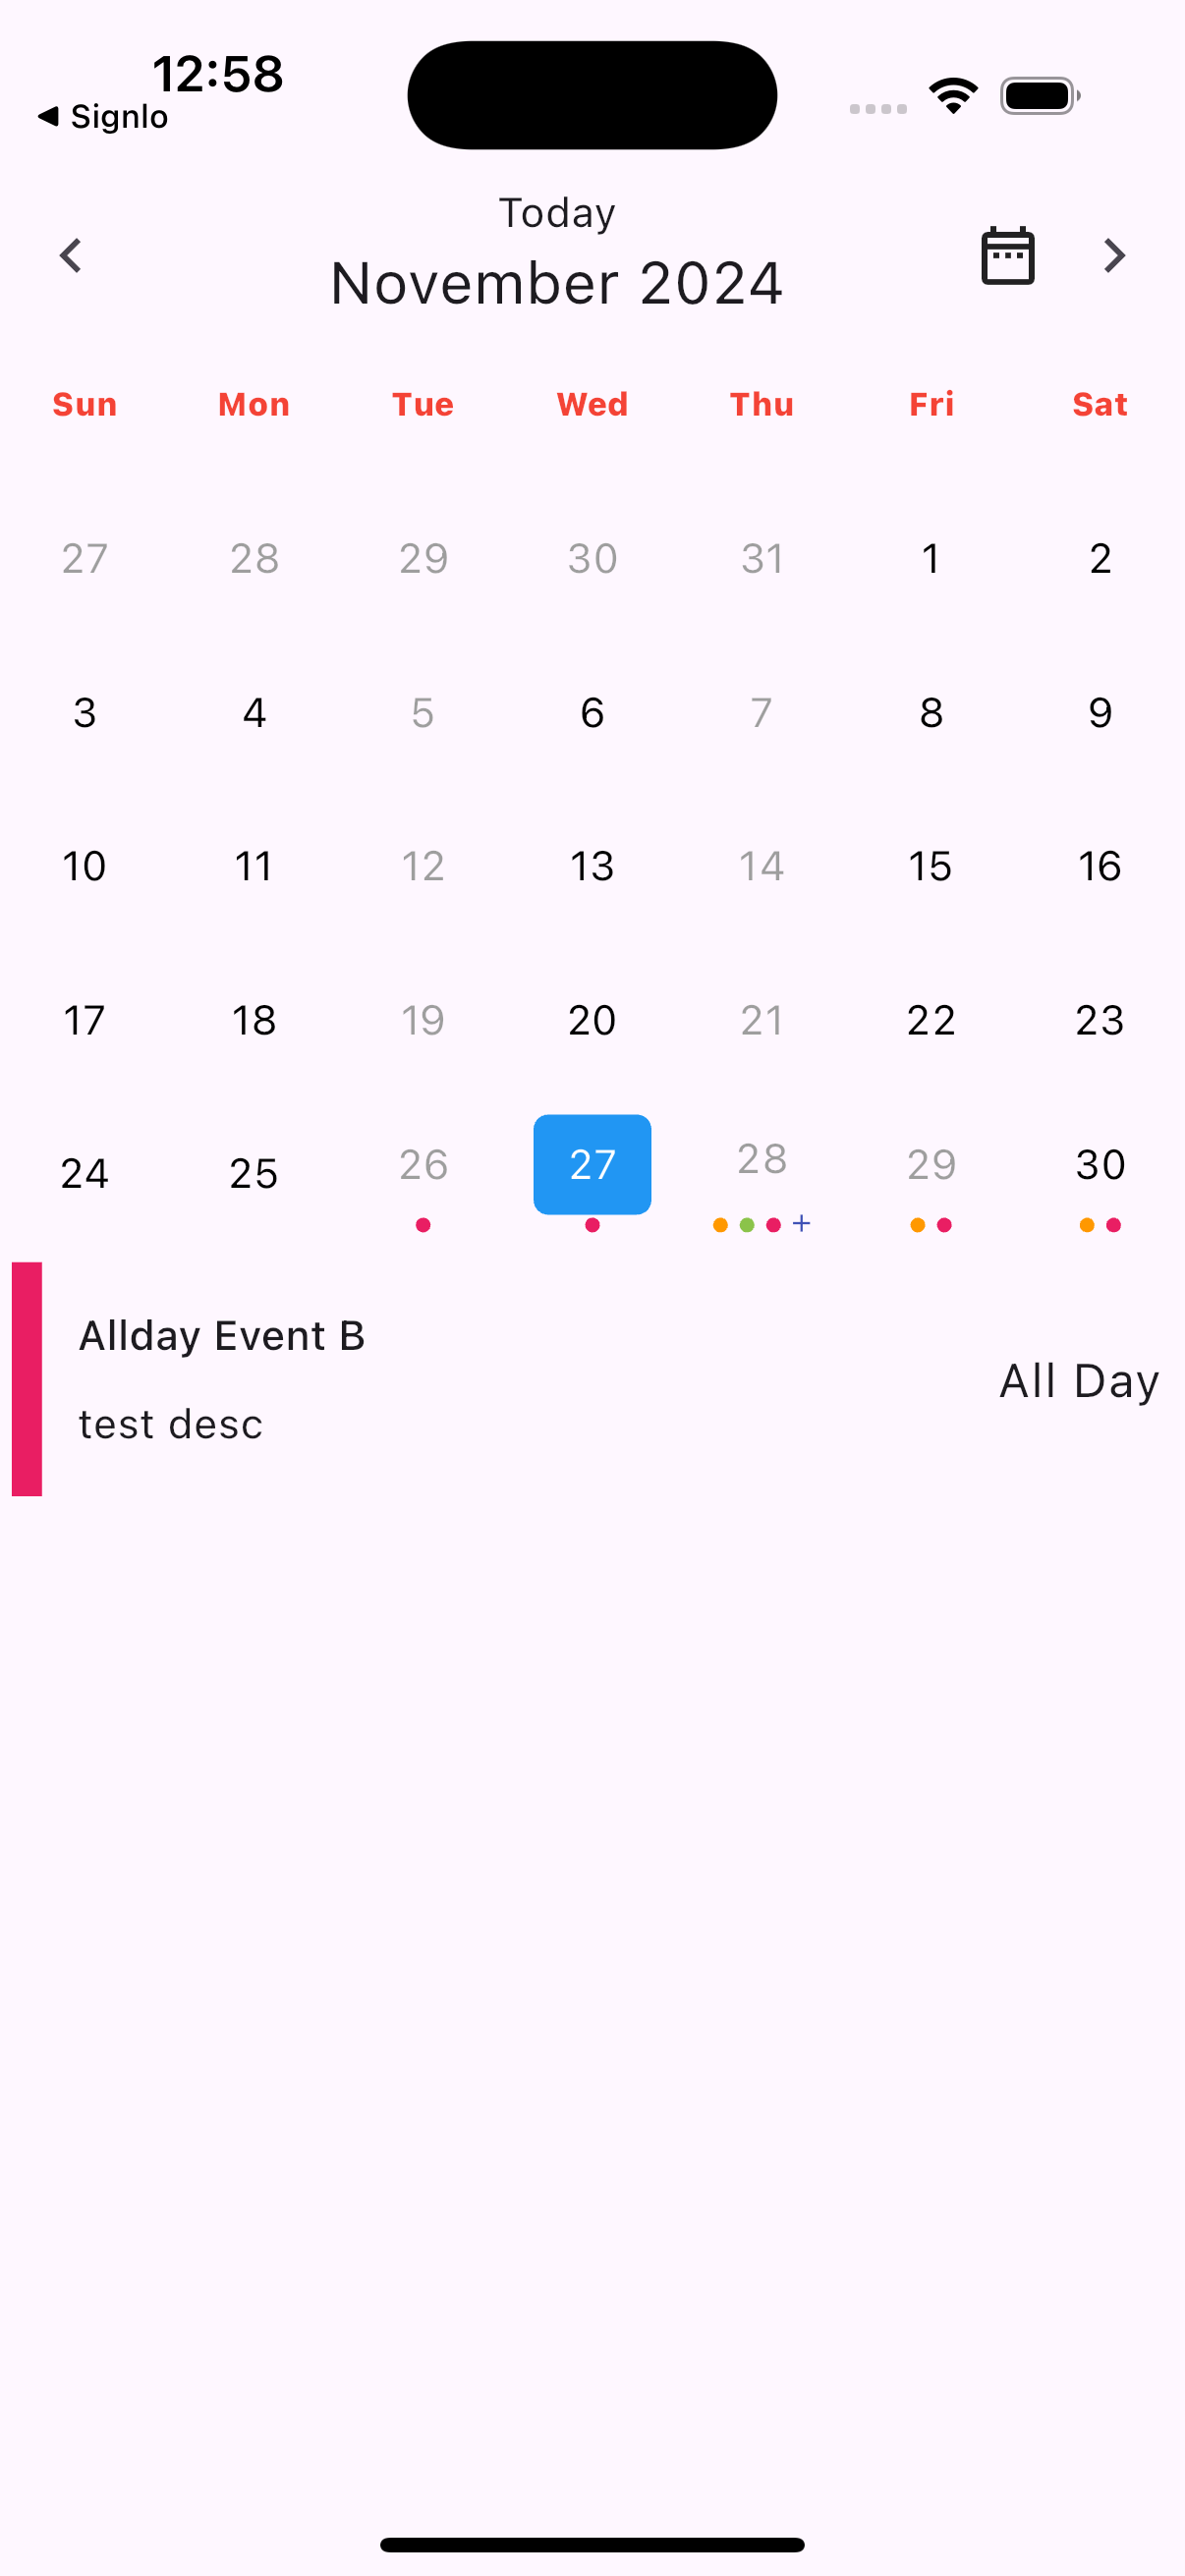 12:58
Signlo
Today
November 2024
Sun Mon Tue Wed Thu Fri Sat
27 28 29 30 31 1 2
3 4 5 6 7 8 9
10 11 12 13 14 15 16
17 18 19 20 21 22 23
24 25 26 27 28 29 30
+
Allday Event B
All Day
test desc